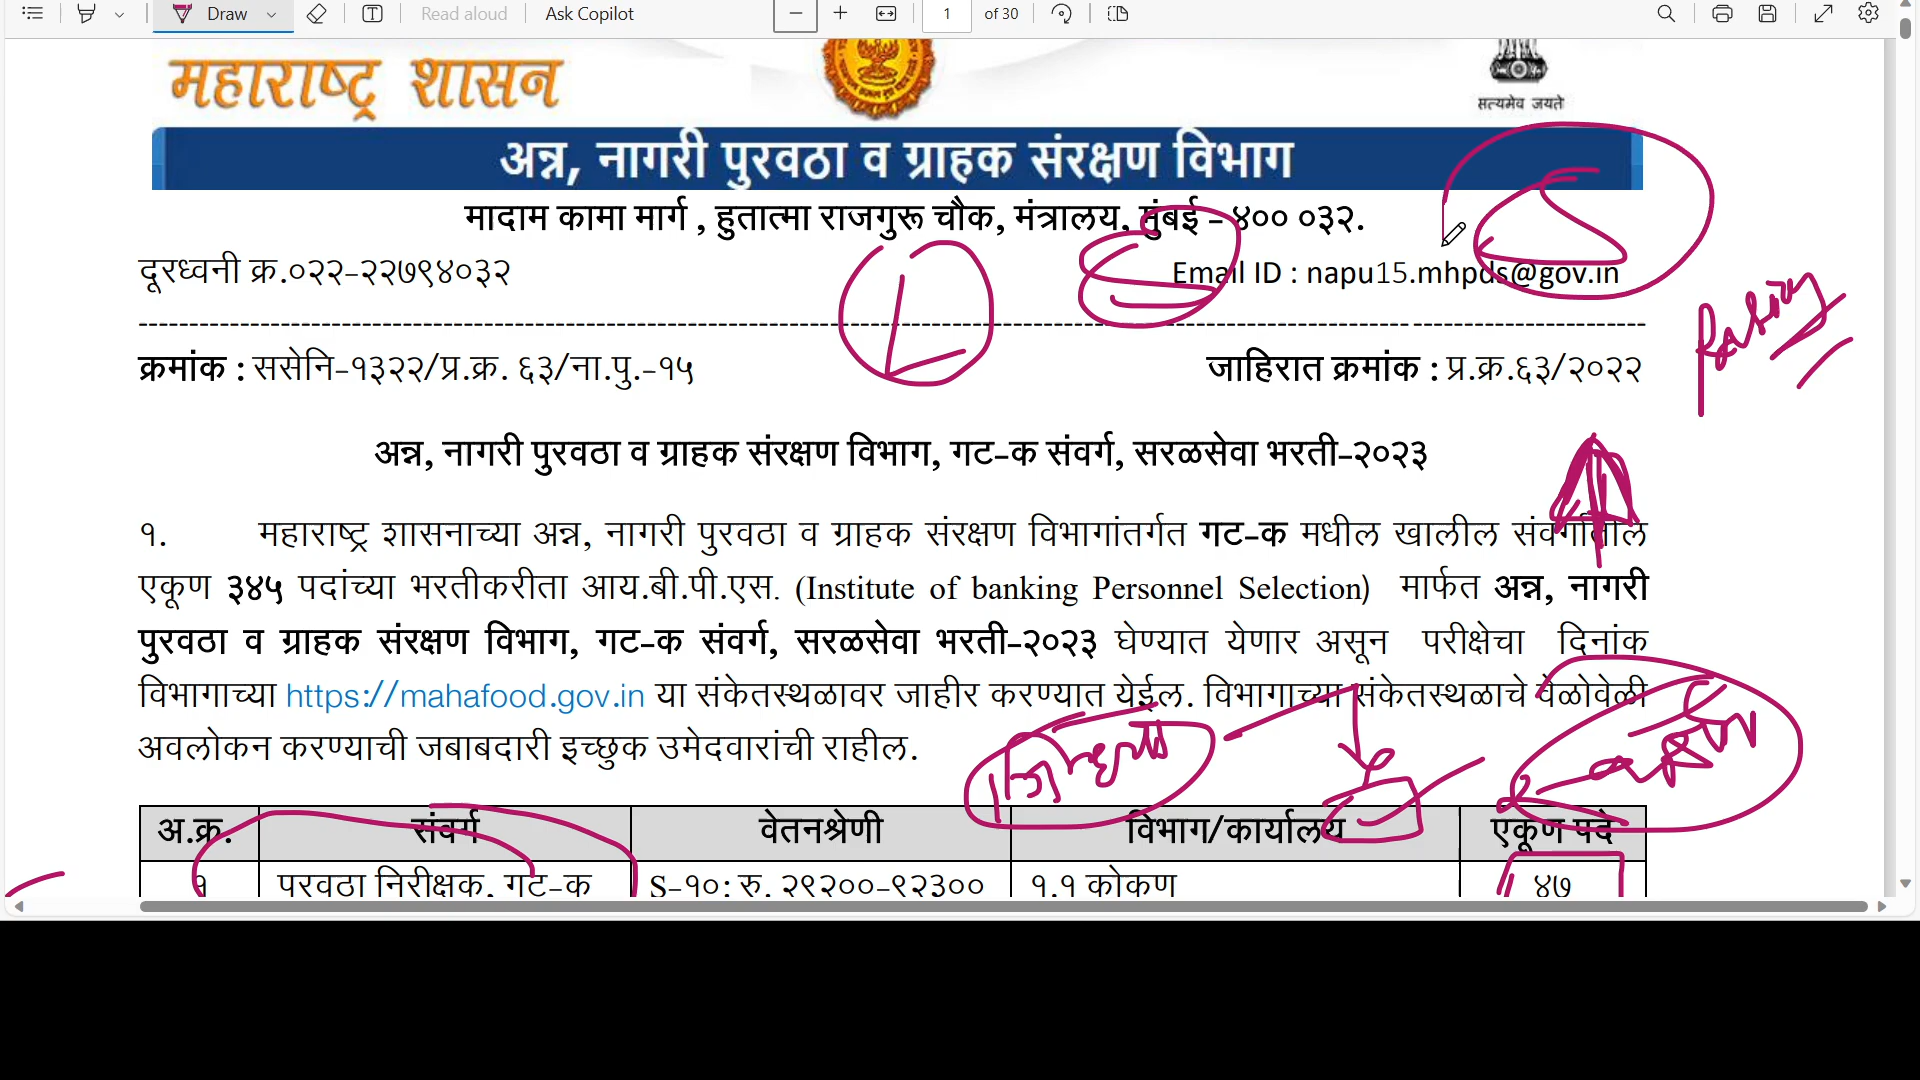 Draw Read aloud Ask Copilot 1 of 30
महाराष्ट्र शासन
सत्यमेव जयते
अन्न, नागरी पुरवठा व ग्राहक संरक्षण विभाग
मादाम कामा मार्ग , हुतात्मा राजगुरू चौक, मंत्रालय, मुंबई – ४०० ०३२.
दूरध्वनी क्र.०२२-२२७९४०३२ Email ID : napu15.mhpds@gov.in
क्रमांक : ससेनि-१३२२/प्र.क्र. ६३/ना.पु.-१५ जाहिरात क्रमांक : प्र.क्र.६३/२०२२
अन्न, नागरी पुरवठा व ग्राहक संरक्षण विभाग, गट-क संवर्ग, सरळसेवा भरती-२०२३
१. महाराष्ट्र शासनाच्या अन्न, नागरी पुरवठा व ग्राहक संरक्षण विभागांतर्गत गट-क मधील खालील संवर्गातील
एकूण ३४५ पदांच्या भरतीकरीता आय.बी.पी.एस. (Institute of banking Personnel Selection) मार्फत अन्न, नागरी
पुरवठा व ग्राहक संरक्षण विभाग, गट-क संवर्ग, सरळसेवा भरती-२०२३ घेण्यात येणार असून परीक्षेचा दिनांक
विभागाच्या https://mahafood.gov.in या संकेतस्थळावर जाहीर करण्यात येईल. विभागाच्या संकेतस्थळाचे वेळोवेळी
अवलोकन करण्याची जबाबदारी इच्छुक उमेदवारांची राहील.
अ.क्र. संवर्ग वेतनश्रेणी विभाग/कार्यालय एकूण पदे
१ पुरवठा निरीक्षक, गट-क S-१०: रु. २९२००-९२३०० १.१ कोकण ४७